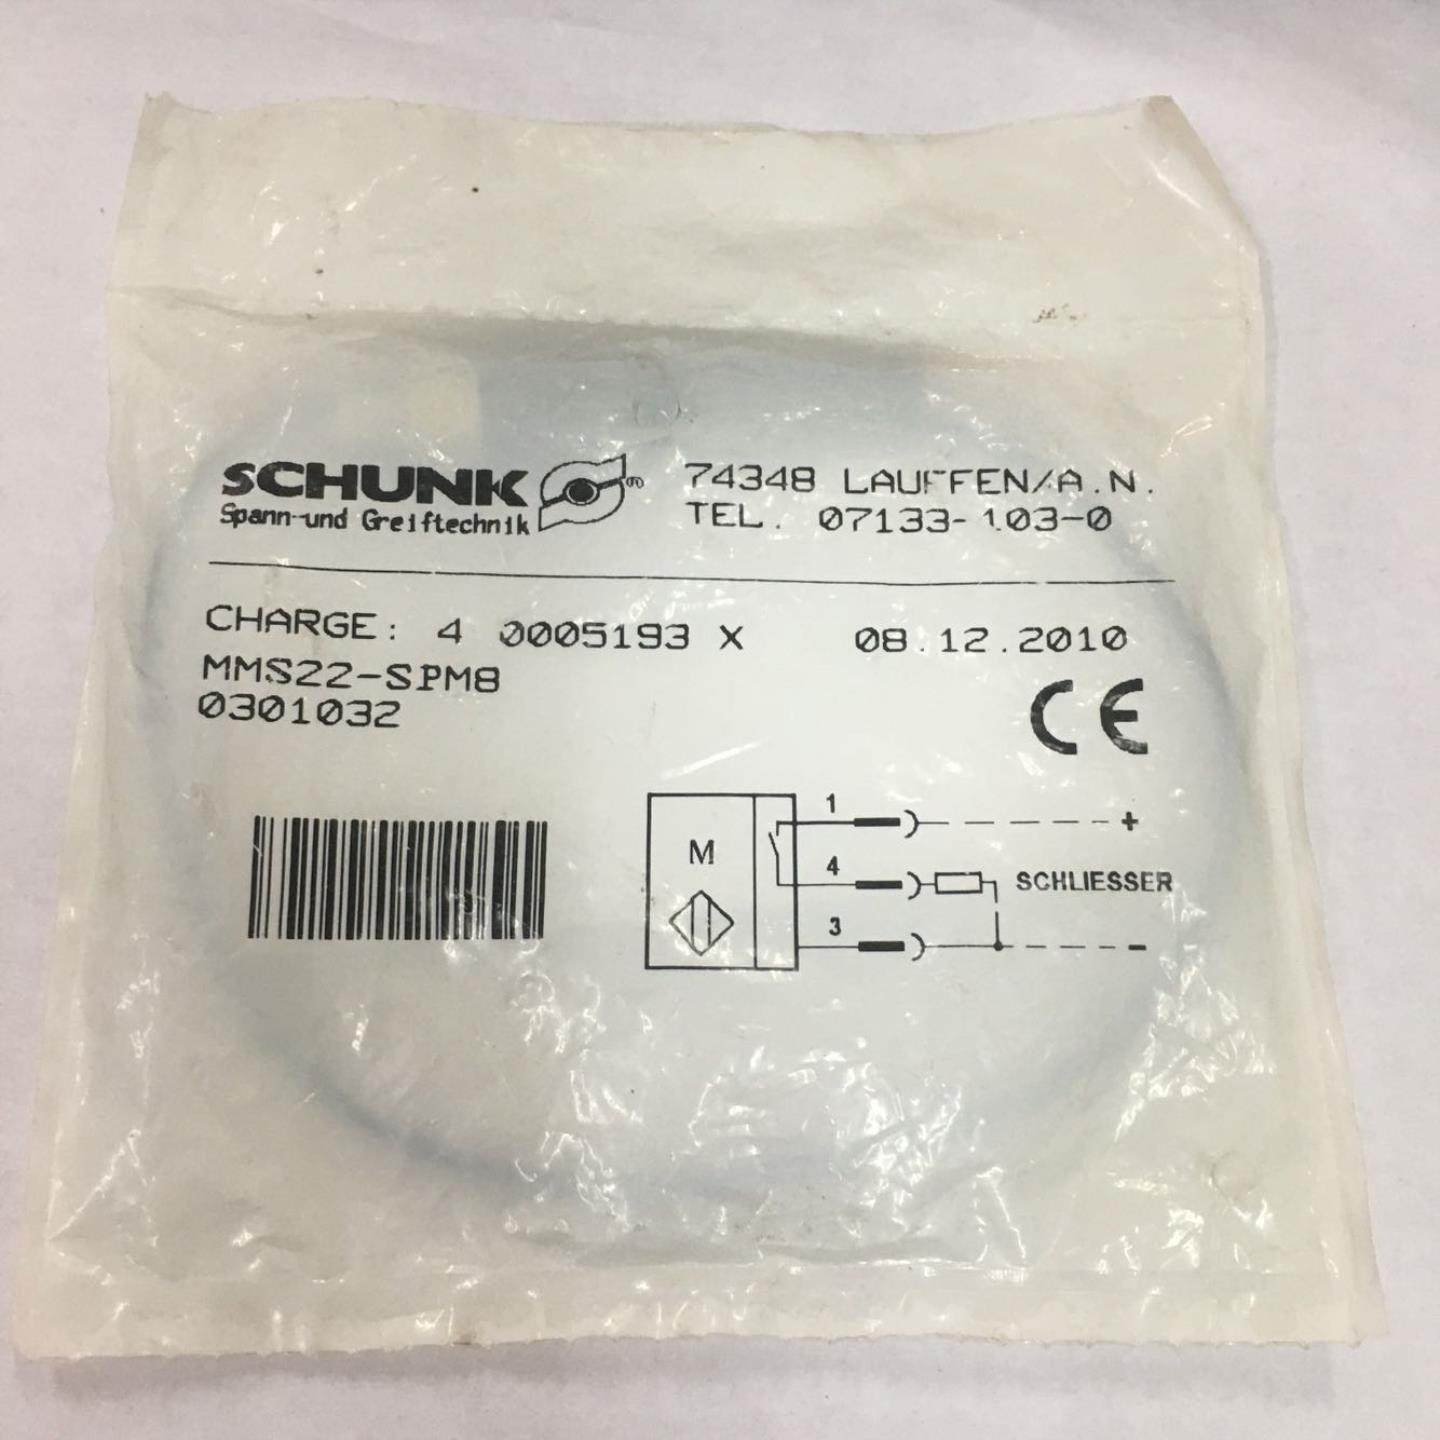 SCHUNK
Spann-und Greiftechnik
74348 LAUFFEN/A.N.
TEL. 07133-103-0
CHARGE: 4 0005193 X 08.12.2010
MMS22-SPM8
0301032
CE
M
1 +
4 SCHLIESSER
3 -